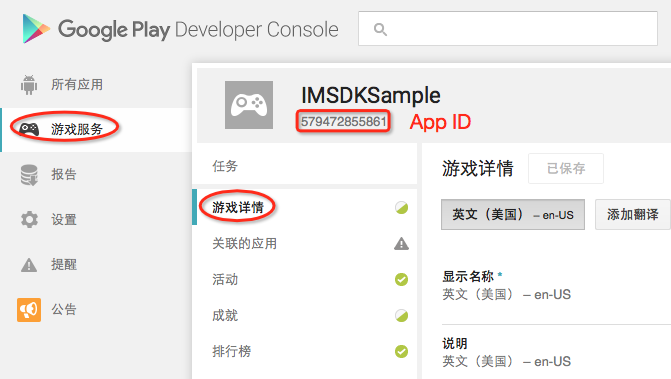 Google Play Developer Console
所有应用
游戏服务
报告
设置
提醒
公告
IMSDKSample
579472855861 App ID
任务
游戏详情
关联的应用
活动
成就
排行榜
游戏详情 已保存
英文（美国） – en-US 添加翻译
显示名称 *
英文（美国） – en-US
说明
英文（美国） – en-US